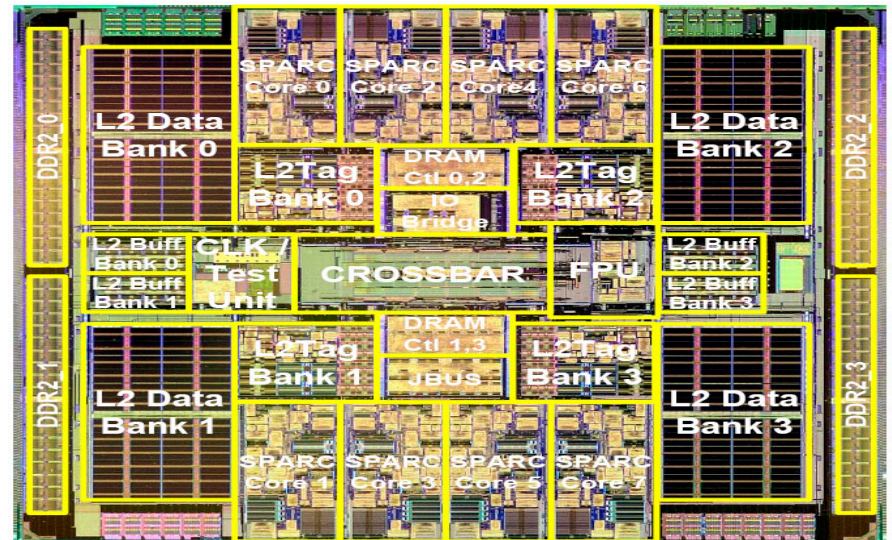 SPARC
Core 0
SPARC
Core 2
SPARC
Core4
SPARC
Core 6
DDR2_0
L2 Data
Bank 0
L2 Data
Bank 2
DDR2_2
L2Tag
Bank 0
DRAM
Ctl 0,2
IO
Bridge
L2Tag
Bank 2
L2 Buff
Bank 0
L2 Buff
Bank 1
CLK /
Test
Unit
CROSSBAR
FPU
L2 Buff
Bank 2
L2 Buff
Bank 3
DDR2_1
L2 Data
Bank 1
L2Tag
Bank 1
DRAM
Ctl 1,3
JBUS
L2Tag
Bank 3
L2 Data
Bank 3
DDR2_3
SPARC
Core 1
SPARC
Core 3
SPARC
Core 5
SPARC
Core 7